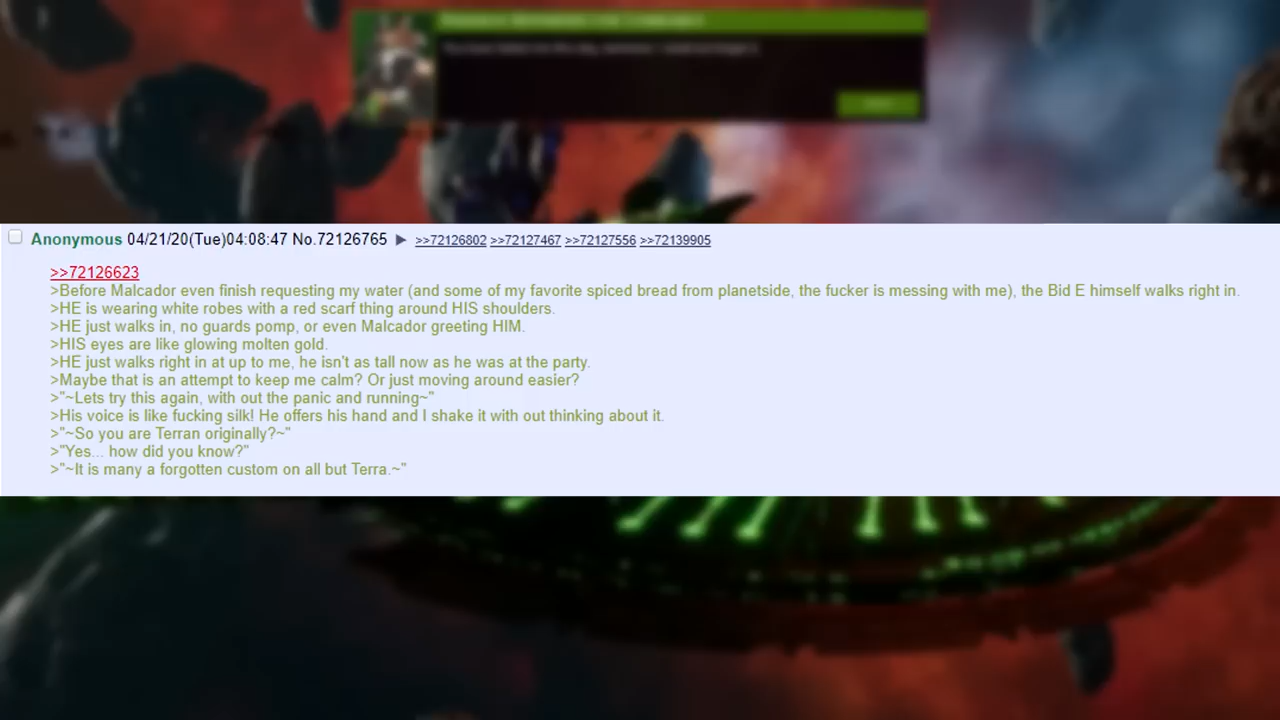 Anonymous 04/21/20(Tue)04:08:47 No.72126765 ▶ >>72126802 >>72127467 >>72127556 >>72139905
>>72126623
>Before Malcador even finish requesting my water (and some of my favorite spiced bread from planetside, the fucker is messing with me), the Bid E himself walks right in.
>HE is wearing white robes with a red scarf thing around HIS shoulders.
>HE just walks in, no guards pomp, or even Malcador greeting HIM.
>HIS eyes are like glowing molten gold.
>HE just walks right in at up to me, he isn't as tall now as he was at the party.
>Maybe that is an attempt to keep me calm? Or just moving around easier?
>"~Lets try this again, with out the panic and running~"
>His voice is like fucking silk! He offers his hand and I shake it with out thinking about it.
>"~So you are Terran originally?~"
>"Yes... how did you know?"
>"~It is many a forgotten custom on all but Terra.~"